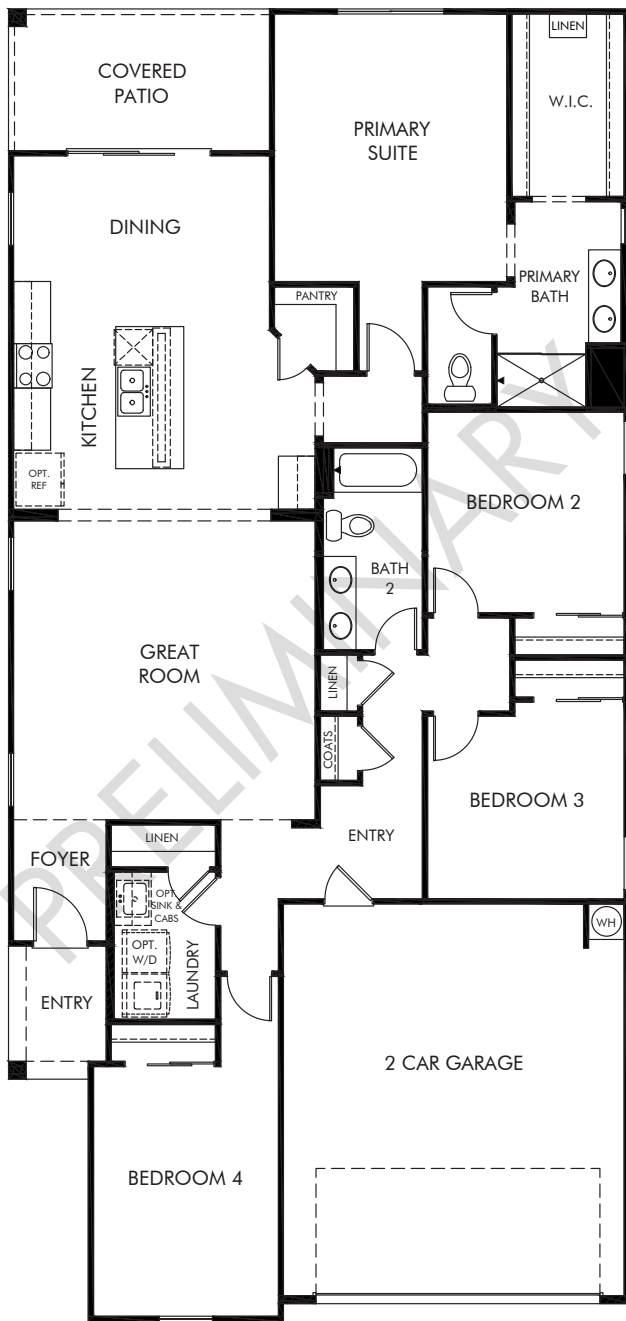 LINEN
COVERED
PATIO
W.I.C.
PRIMARY
SUITE
DINING
PRIMARY
BATH
PANTRY
KITCHEN
OPT.
REF
BEDROOM 2
BATH
2
GREAT
ROOM
LINEN
COATS
BEDROOM 3
LINEN
ENTRY
FOYER
OPT.
SINK &
CABS
OPT.
W/D
LAUNDRY
WH
ENTRY
2 CAR GARAGE
BEDROOM 4
PRELIMINARY